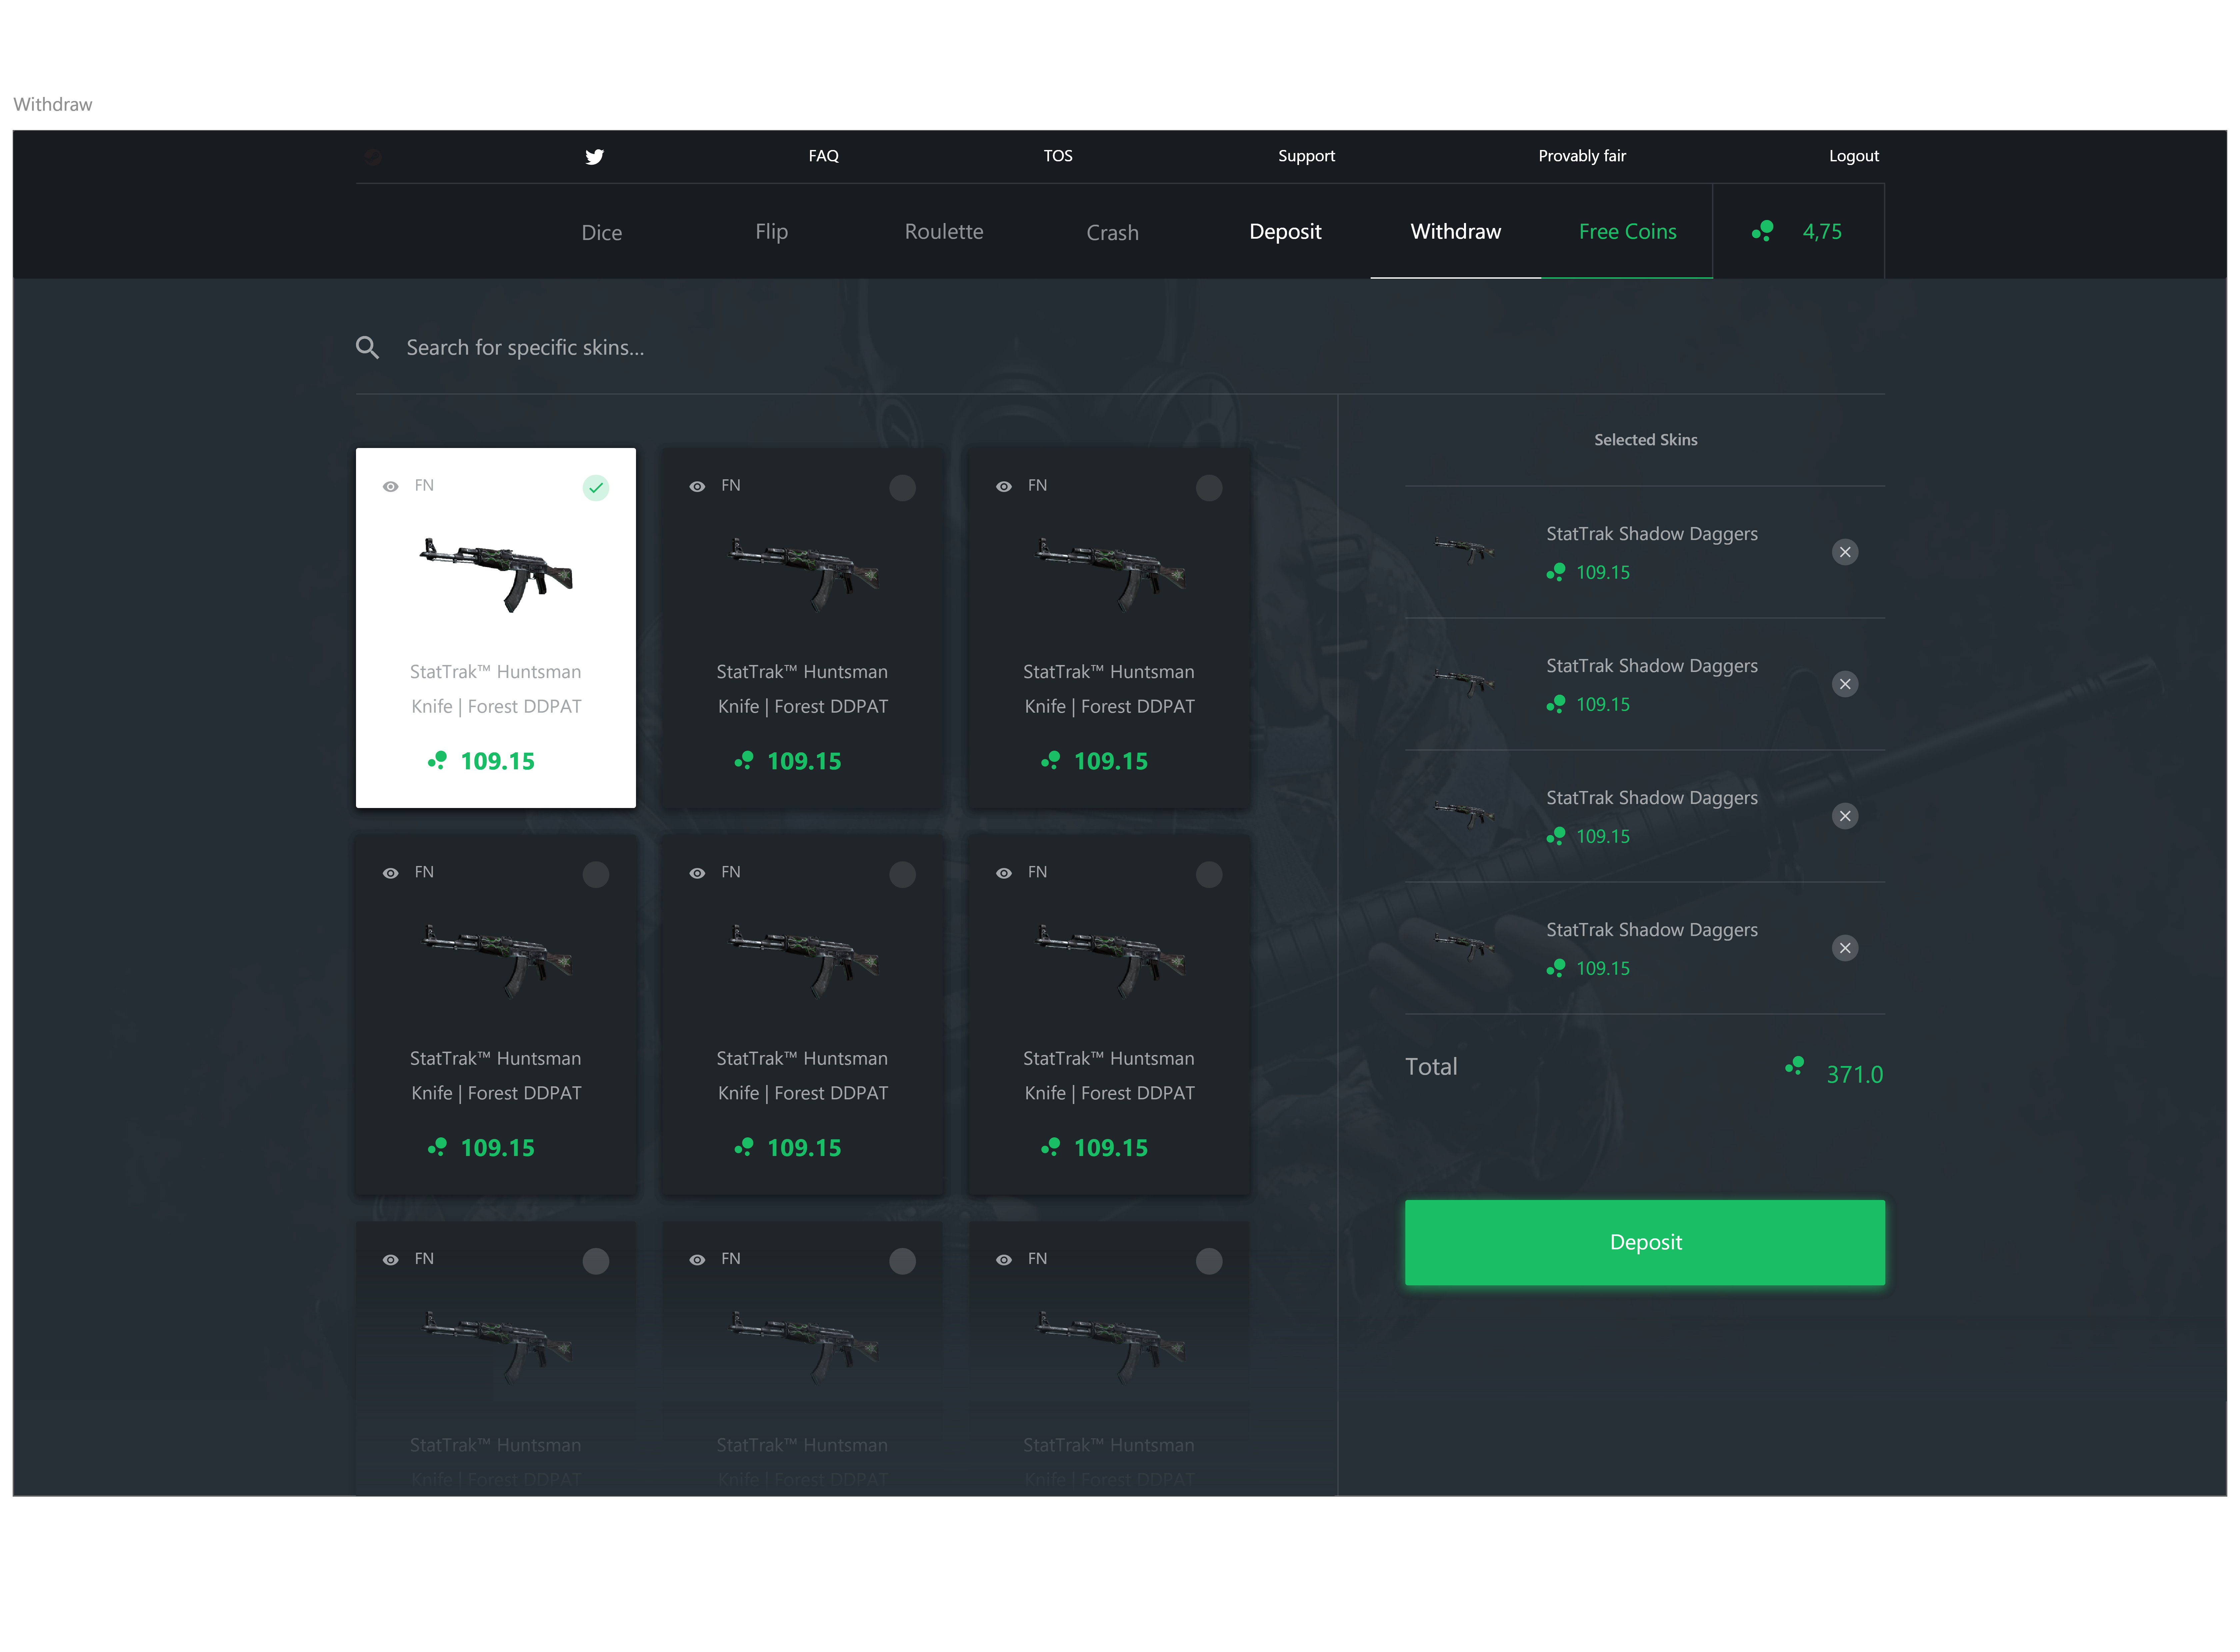 Withdraw
FAQ
TOS
Support
Provably fair
Logout
Dice
Flip
Roulette
Crash
Deposit
Withdraw
Free Coins
4,75
Search for specific skins...
FN
StatTrak™ Huntsman
Knife | Forest DDPAT
109.15
FN
StatTrak™ Huntsman
Knife | Forest DDPAT
109.15
FN
StatTrak™ Huntsman
Knife | Forest DDPAT
109.15
FN
StatTrak™ Huntsman
Knife | Forest DDPAT
109.15
FN
StatTrak™ Huntsman
Knife | Forest DDPAT
109.15
FN
StatTrak™ Huntsman
Knife | Forest DDPAT
109.15
FN
StatTrak™ Huntsman
Knife | Forest DDPAT
FN
StatTrak™ Huntsman
Knife | Forest DDPAT
FN
StatTrak™ Huntsman
Knife | Forest DDPAT
Selected Skins
StatTrak Shadow Daggers
109.15
StatTrak Shadow Daggers
109.15
StatTrak Shadow Daggers
109.15
StatTrak Shadow Daggers
109.15
Total
371.0
Deposit